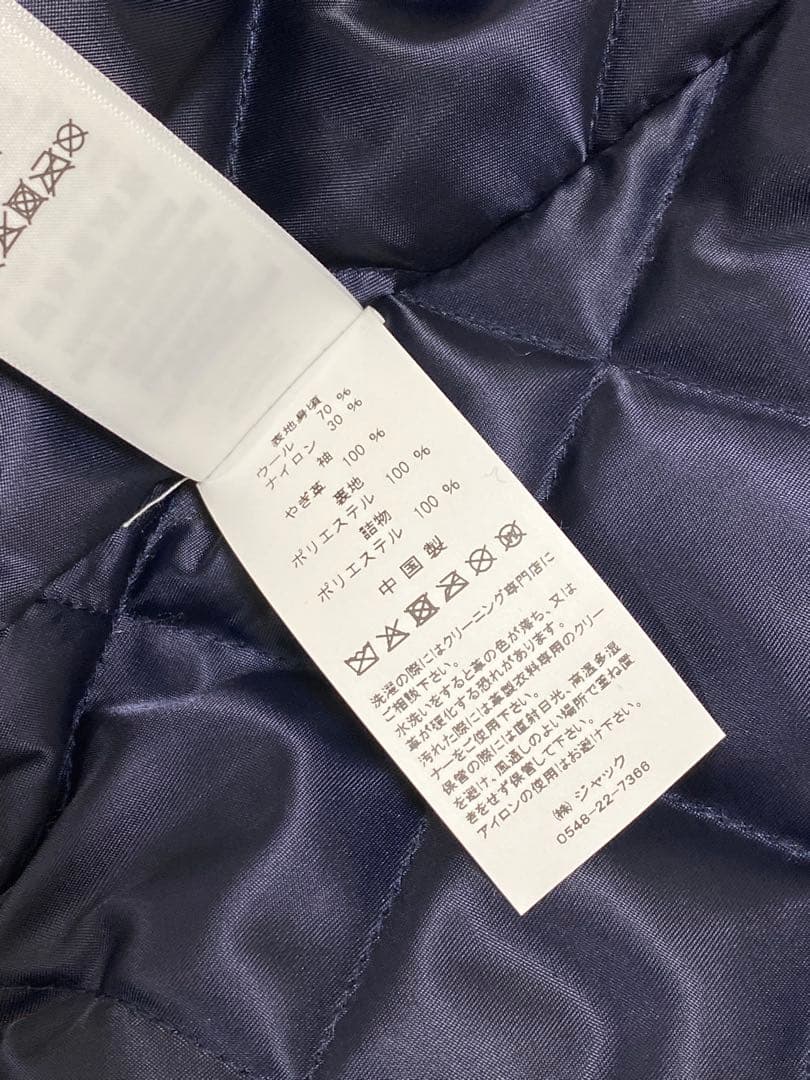 表地身頃
ウール 70 %
ナイロン 30 %
袖
やぎ革 100 %
裏地
ポリエステル 100 %
詰物
ポリエステル 100 %
中国製
洗濯の際にはクリーニング専門店に
ご相談下さい。
水洗いをすると革の色が落ち、又は
革が硬化する恐れがあります。
汚れた際には革製衣料専用のクリー
ナーをご使用下さい。
保管の際には直射日光、高温多湿
を避け、風通しのよい場所で重ね置
きをせず保管して下さい。
アイロンの使用はお避け下さい。
㈱ ジャック
0548-22-7366